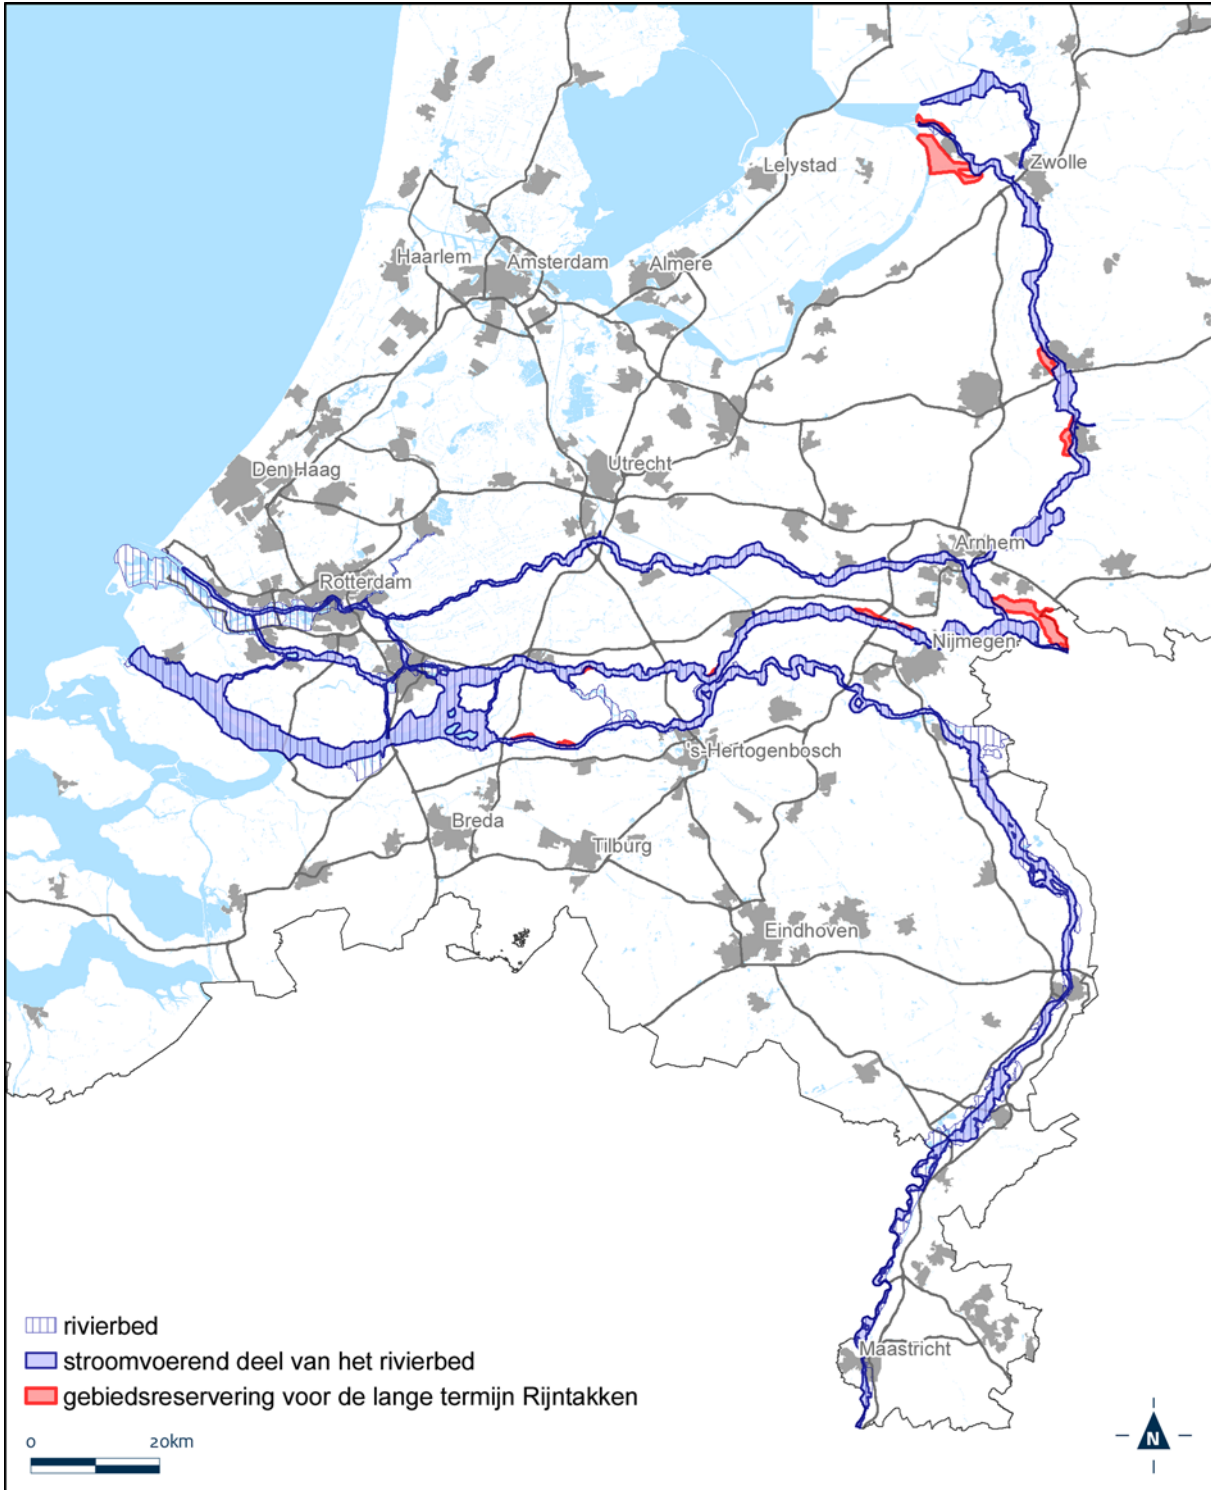 Lelystad
Zwolle
Haarlem
Amsterdam
Almere
Den Haag
Utrecht
Arnhem
Rotterdam
Nijmegen
's-Hertogenbosch
Breda
Tilburg
Eindhoven
Maastricht
rivierbed
stroomvoerend deel van het rivierbed
gebiedsreservering voor de lange termijn Rijntakken
0 20km
N